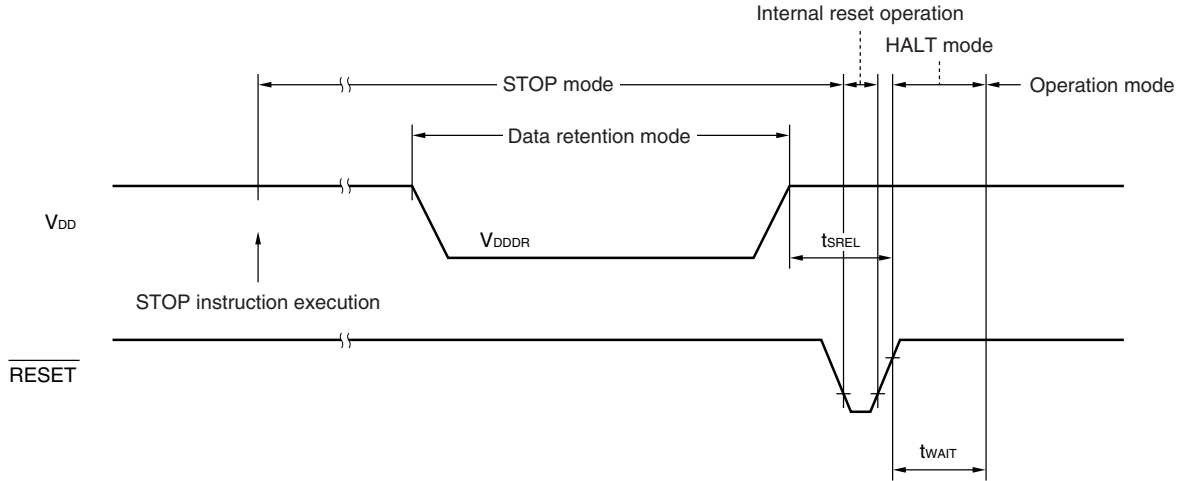 Internal reset operation
HALT mode
STOP mode
Operation mode
Data retention mode
VDD
VDDDR
tSREL
STOP instruction execution
RESET
tWAIT